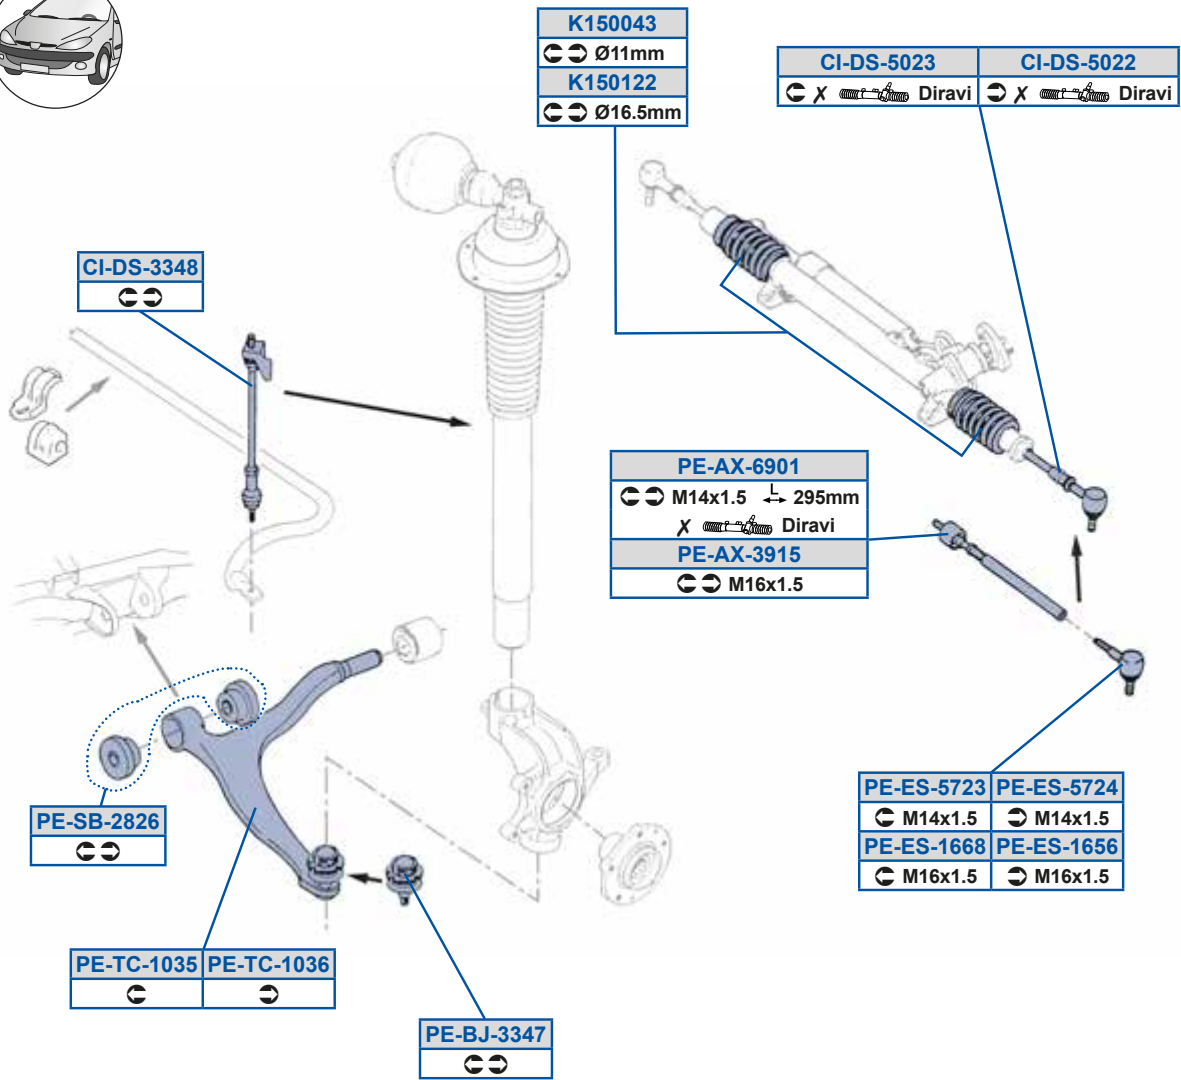 K150043
Ø11mm
K150122
Ø16.5mm
CI-DS-5023 CI-DS-5022
✗ Diravi ✗ Diravi
CI-DS-3348
PE-AX-6901
M14x1.5 L 295mm
✗ Diravi
PE-AX-3915
M16x1.5
PE-SB-2826
PE-ES-5723 PE-ES-5724
M14x1.5 M14x1.5
PE-ES-1668 PE-ES-1656
M16x1.5 M16x1.5
PE-TC-1035 PE-TC-1036
PE-BJ-3347